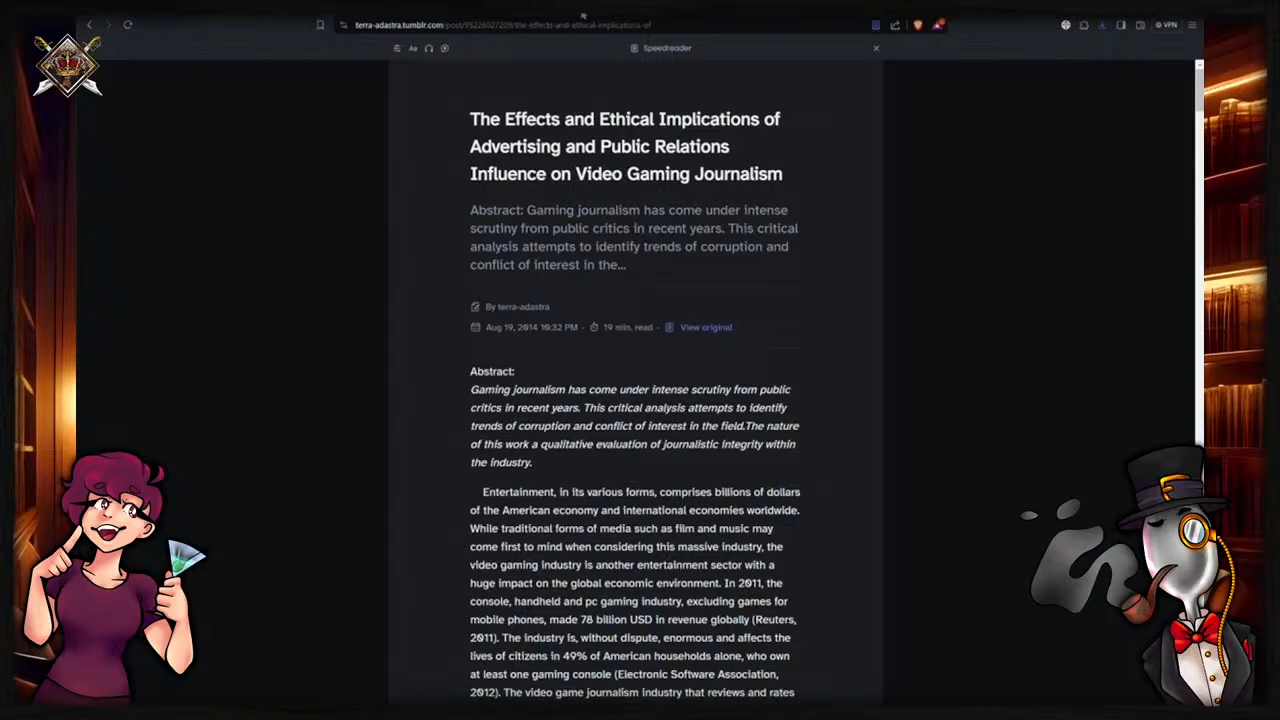 terra-adastra.tumblr.com/post/95226027209/the-effects-and-ethical-implications-of
VPN
Aa
Speedreader
The Effects and Ethical Implications of
Advertising and Public Relations
Influence on Video Gaming Journalism
Abstract: Gaming journalism has come under intense
scrutiny from public critics in recent years. This critical
analysis attempts to identify trends of corruption and
conflict of interest in the...
By terra-adastra
Aug 19, 2014 10:32 PM · 19 min. read · View original
Abstract:
Gaming journalism has come under intense scrutiny from public
critics in recent years. This critical analysis attempts to identify
trends of corruption and conflict of interest in the field.The nature
of this work a qualitative evaluation of journalistic integrity within
the industry.
Entertainment, in its various forms, comprises billions of dollars
of the American economy and international economies worldwide.
While traditional forms of media such as film and music may
come first to mind when considering this massive industry, the
video gaming industry is another entertainment sector with a
huge impact on the global economic environment. In 2011, the
console, handheld and pc gaming industry, excluding games for
mobile phones, made 78 billion USD in revenue globally (Reuters,
2011). The industry is, without dispute, enormous and affects the
lives of citizens in 49% of American households alone, who own
at least one gaming console (Electronic Software Association,
2012). The video game journalism industry that reviews and rates